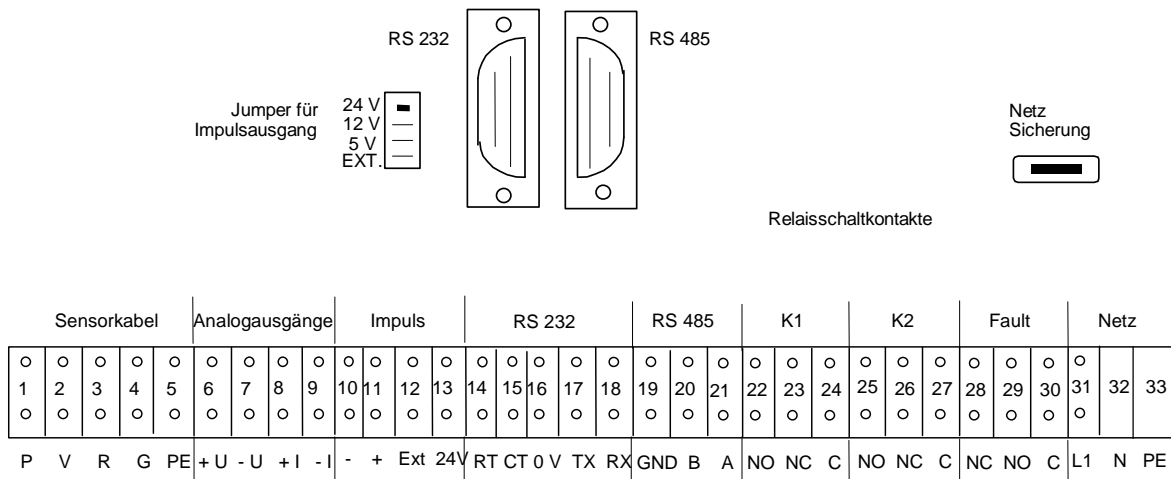 RS 232
RS 485
Jumper für
Impulsausgang
24 V
12 V
5 V
EXT.
Netz
Sicherung
Relaisschaltkontakte
Sensorkabel Analogausgänge Impuls RS 232 RS 485 K1 K2 Fault Netz
1 2 3 4 5 6 7 8 9 10 11 12 13 14 15 16 17 18 19 20 21 22 23 24 25 26 27 28 29 30 31 32 33
P V R G PE + U - U + I - I - + Ext 24V RT CT 0 V TX RX GND B A NO NC C NO NC C NC NO C L1 N PE